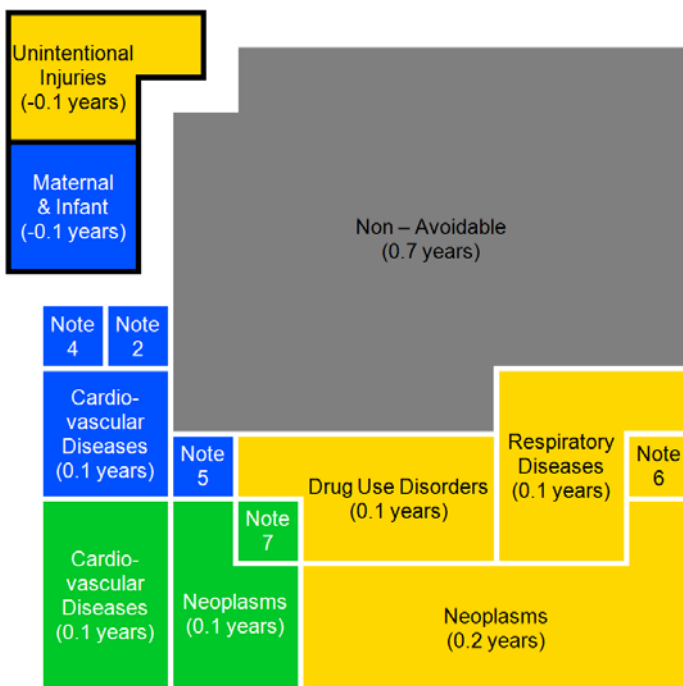 Unintentional
Injuries
(-0.1 years)
Maternal
& Infant
(-0.1 years)
Non – Avoidable
(0.7 years)
Note
4
Note
2
Cardio-
vascular
Diseases
(0.1 years)
Note
5
Drug Use Disorders
(0.1 years)
Respiratory
Diseases
(0.1 years)
Note
6
Cardio-
vascular
Diseases
(0.1 years)
Note
7
Neoplasms
(0.1 years)
Neoplasms
(0.2 years)